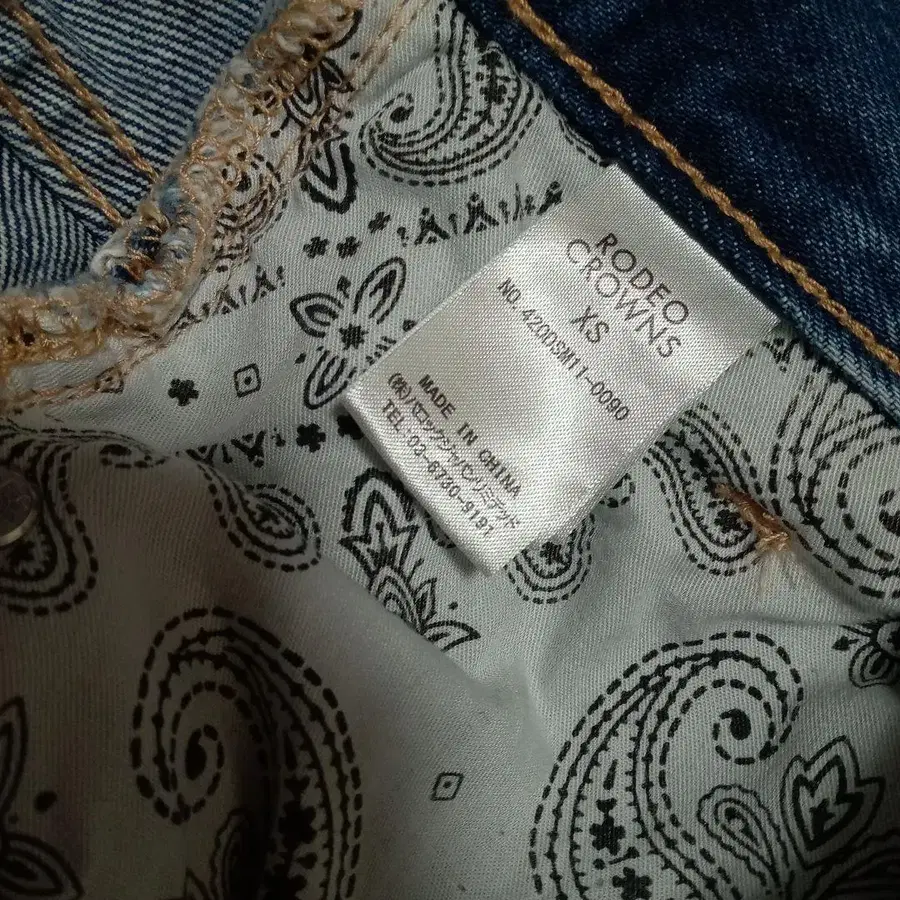 RODEO
CROWNS
XS
NO. 420DSM11-0090
MADE IN CHINA
(株)バロックジャパンリミテッド
TEL:03-6730-9191